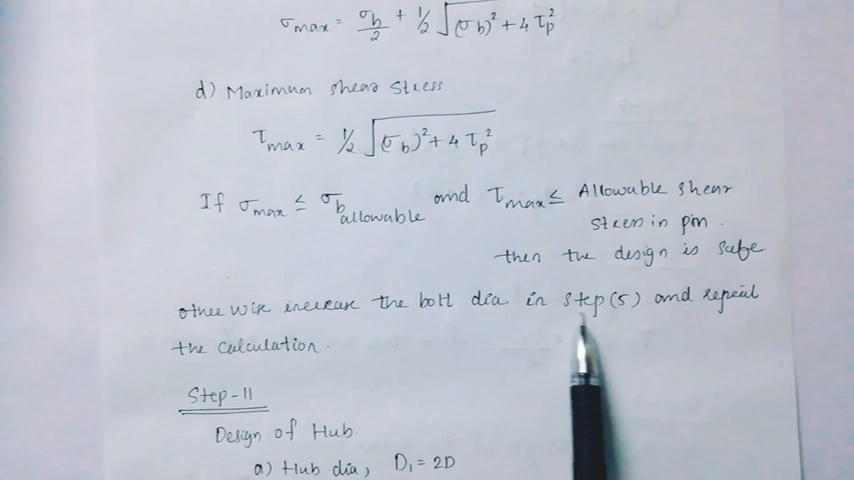 σmax = σb/2 + 1/2 √(σb)² + 4 τp²
d) Maximum shear stress
τmax = 1/2 √(σb)² + 4 τp²
If σmax ≤ σb allowable and τmax ≤ Allowable shear
stress in pin.
then the design is safe
otherwise increase the bolt dia in step (5) and repeat
the calculation.
Step-11
Design of Hub
a) Hub dia, D₁ = 2D